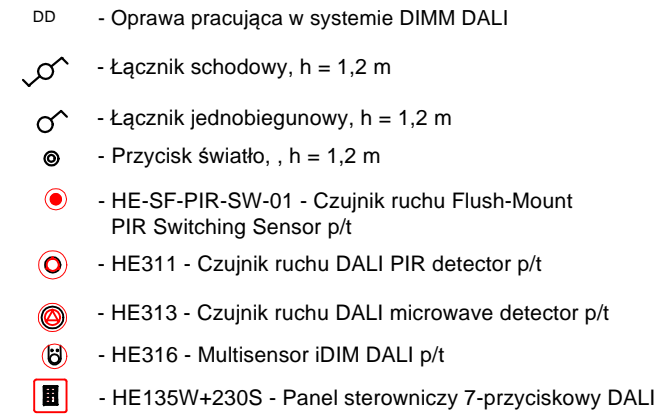 DD - Oprawa pracująca w systemie DIMM DALI
- Łącznik schodowy, h = 1,2 m
- Łącznik jednobiegunowy, h = 1,2 m
- Przycisk światło, , h = 1,2 m
- HE-SF-PIR-SW-01 - Czujnik ruchu Flush-Mount
PIR Switching Sensor p/t
- HE311 - Czujnik ruchu DALI PIR detector p/t
- HE313 - Czujnik ruchu DALI microwave detector p/t
- HE316 - Multisensor iDIM DALI p/t
- HE135W+230S - Panel sterowniczy 7-przyciskowy DALI